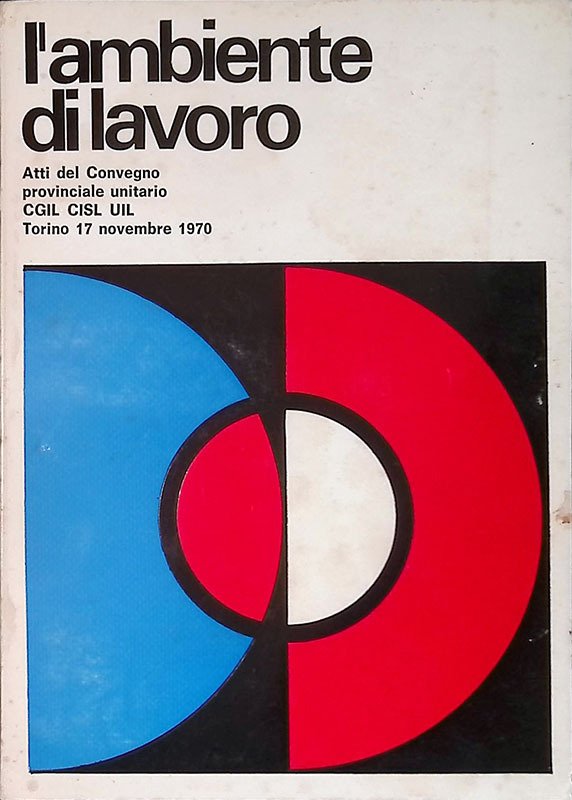 l'ambiente
di lavoro
Atti del Convegno
provinciale unitario
CGIL CISL UIL
Torino 17 novembre 1970